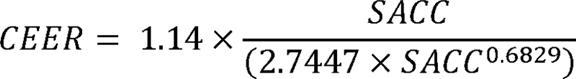 CEER = 1.14 × SACC / (2.7447 × SACC^0.6829)